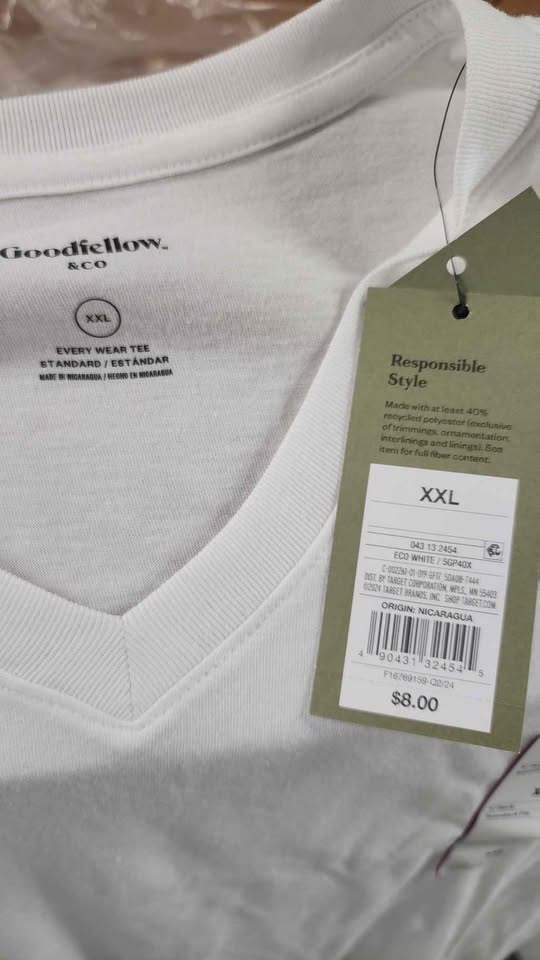 Goodfellow
&CO
XXL
EVERY WEAR TEE
STANDARD / ESTÁNDAR
MADE IN NICARAGUA / HECHO EN NICARAGUA
Responsible
Style
Made with at least 40%
recycled polyester (exclusive
of trimmings, ornamentation,
interlinings and linings). See
item for full fiber content.
XXL
043 13 2454
ECO WHITE / 5GP40X
DIST. BY TARGET CORPORATION, MPLS., MN 55403
©2024 TARGET BRANDS, INC. SHOP TARGET.COM
ORIGIN: NICARAGUA
4 90431 32454 5
F16769159-Q2/24
$8.00